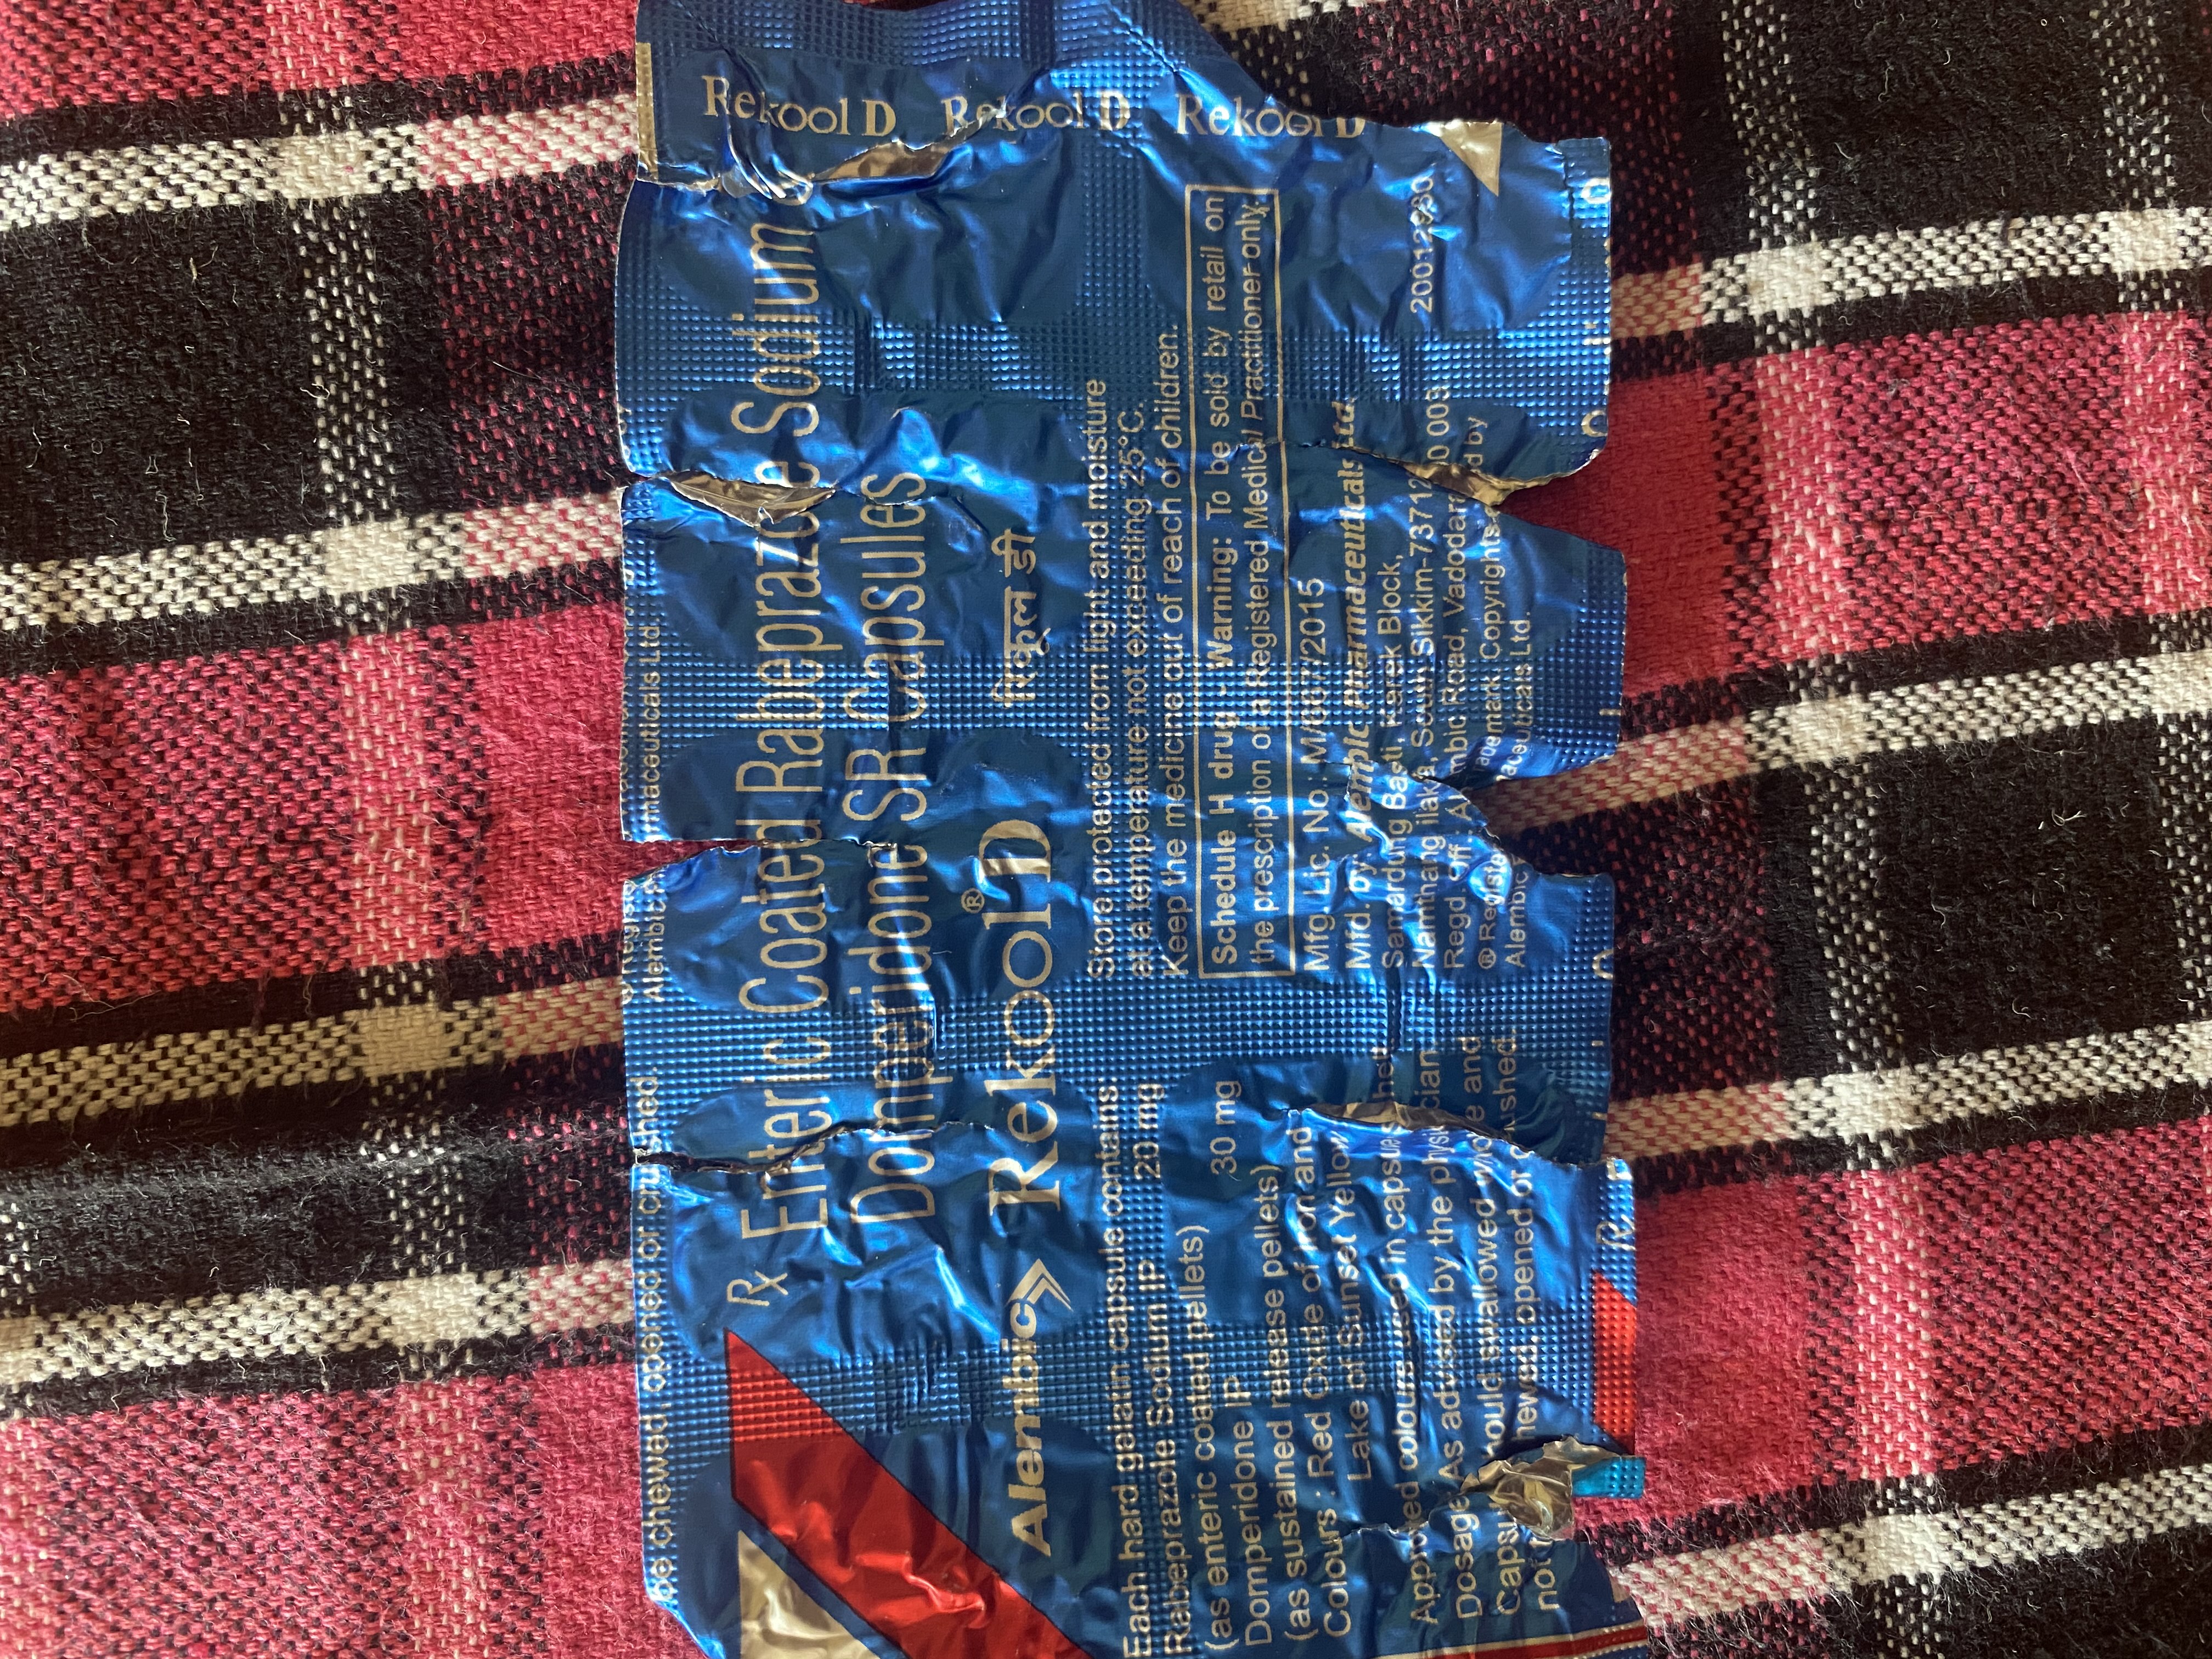 be chewed, opened or crushed.
Alembic Pharmaceuticals Ltd.
Rx Enteric Coated Rabeprazole Sodium &
Domperidone SR Capsules
Alembic Rekool® D रिकूल डी
Each hard gelatin capsule contains:
Rabeprazole Sodium IP 20 mg
(as enteric coated pellets)
Domperidone IP 30 mg
(as sustained release pellets)
Colours : Red Oxide of Iron and
Lake of Sunset Yellow
Approved colours used in capsule shell
Dosage: As advised by the physician.
Capsule should swallowed whole and
not be chewed, opened or crushed.
Store protected from light and moisture
at a temperature not exceeding 25°C.
Keep the medicine out of reach of children.
Schedule H drug - Warning: To be sold by retail on
the prescription of a Registered Medical Practitioner only.
Mfg. Lic. No.: M/667/2015
Mfd. by: Alembic Pharmaceuticals Ltd.
Samardung Basti, Karek Block,
Namthang ilaka, South Sikkim-73713
Regd. Off.: Alembic Road, Vadodara 003
® Trademark. Copyrights by
Alembic Pharmaceuticals Ltd.
Rx
Rekool D Rekool D Rekool D